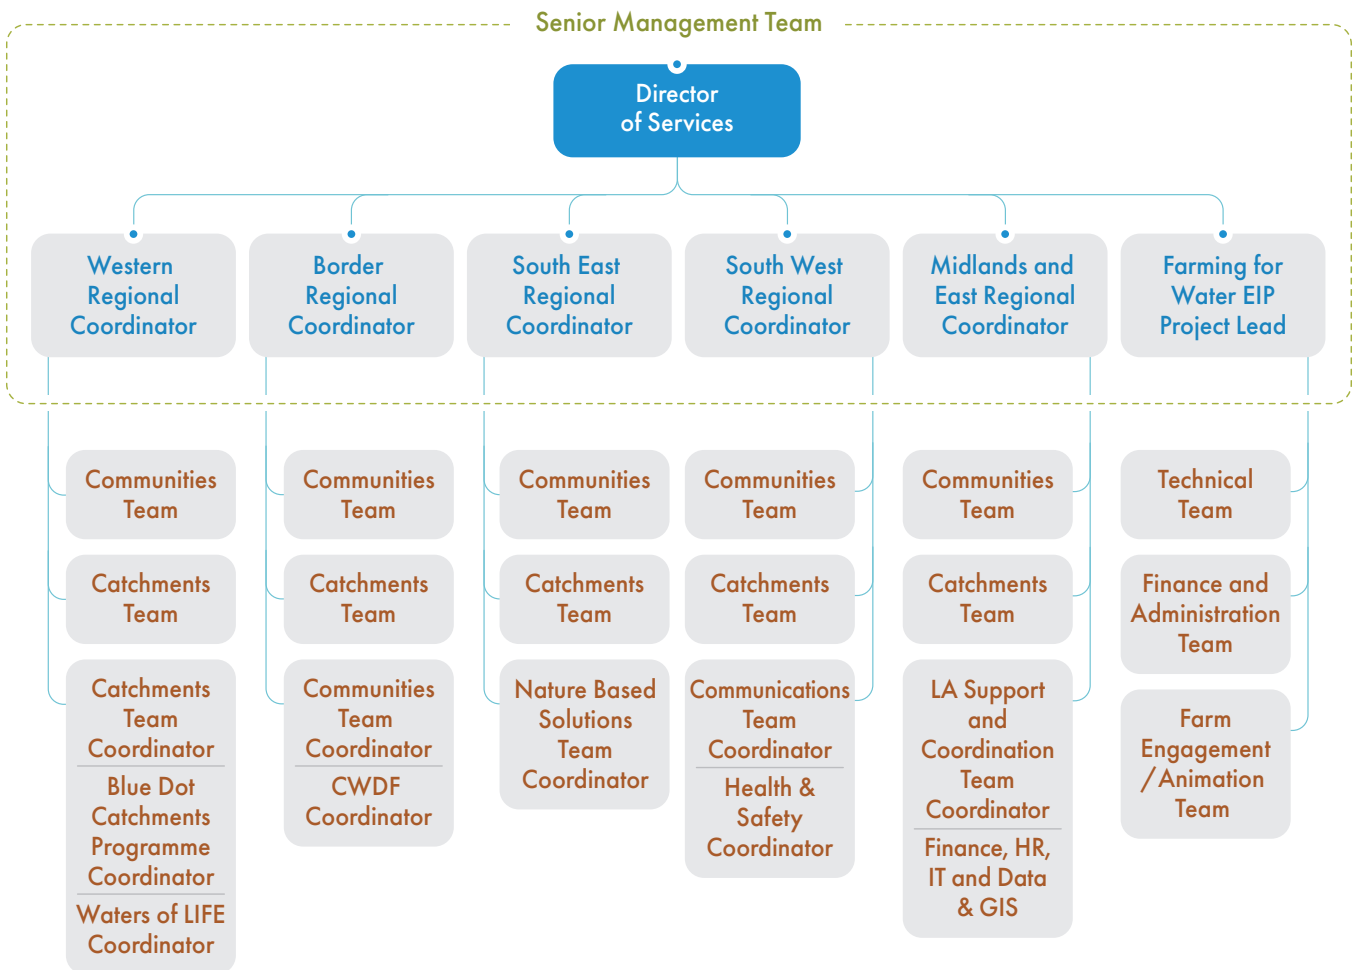 Senior Management Team
Director
of Services
Western
Regional
Coordinator
Border
Regional
Coordinator
South East
Regional
Coordinator
South West
Regional
Coordinator
Midlands and
East Regional
Coordinator
Farming for
Water EIP
Project Lead
Communities
Team
Catchments
Team
Catchments
Team
Coordinator
Blue Dot
Catchments
Programme
Coordinator
Waters of LIFE
Coordinator
Communities
Team
Catchments
Team
Communities
Team
Coordinator
CWDF
Coordinator
Communities
Team
Catchments
Team
Nature Based
Solutions
Team
Coordinator
Communities
Team
Catchments
Team
Communications
Team
Coordinator
Health &
Safety
Coordinator
Communities
Team
Catchments
Team
LA Support
and
Coordination
Team
Coordinator
Finance, HR,
IT and Data
& GIS
Technical
Team
Finance and
Administration
Team
Farm
Engagement
/Animation
Team